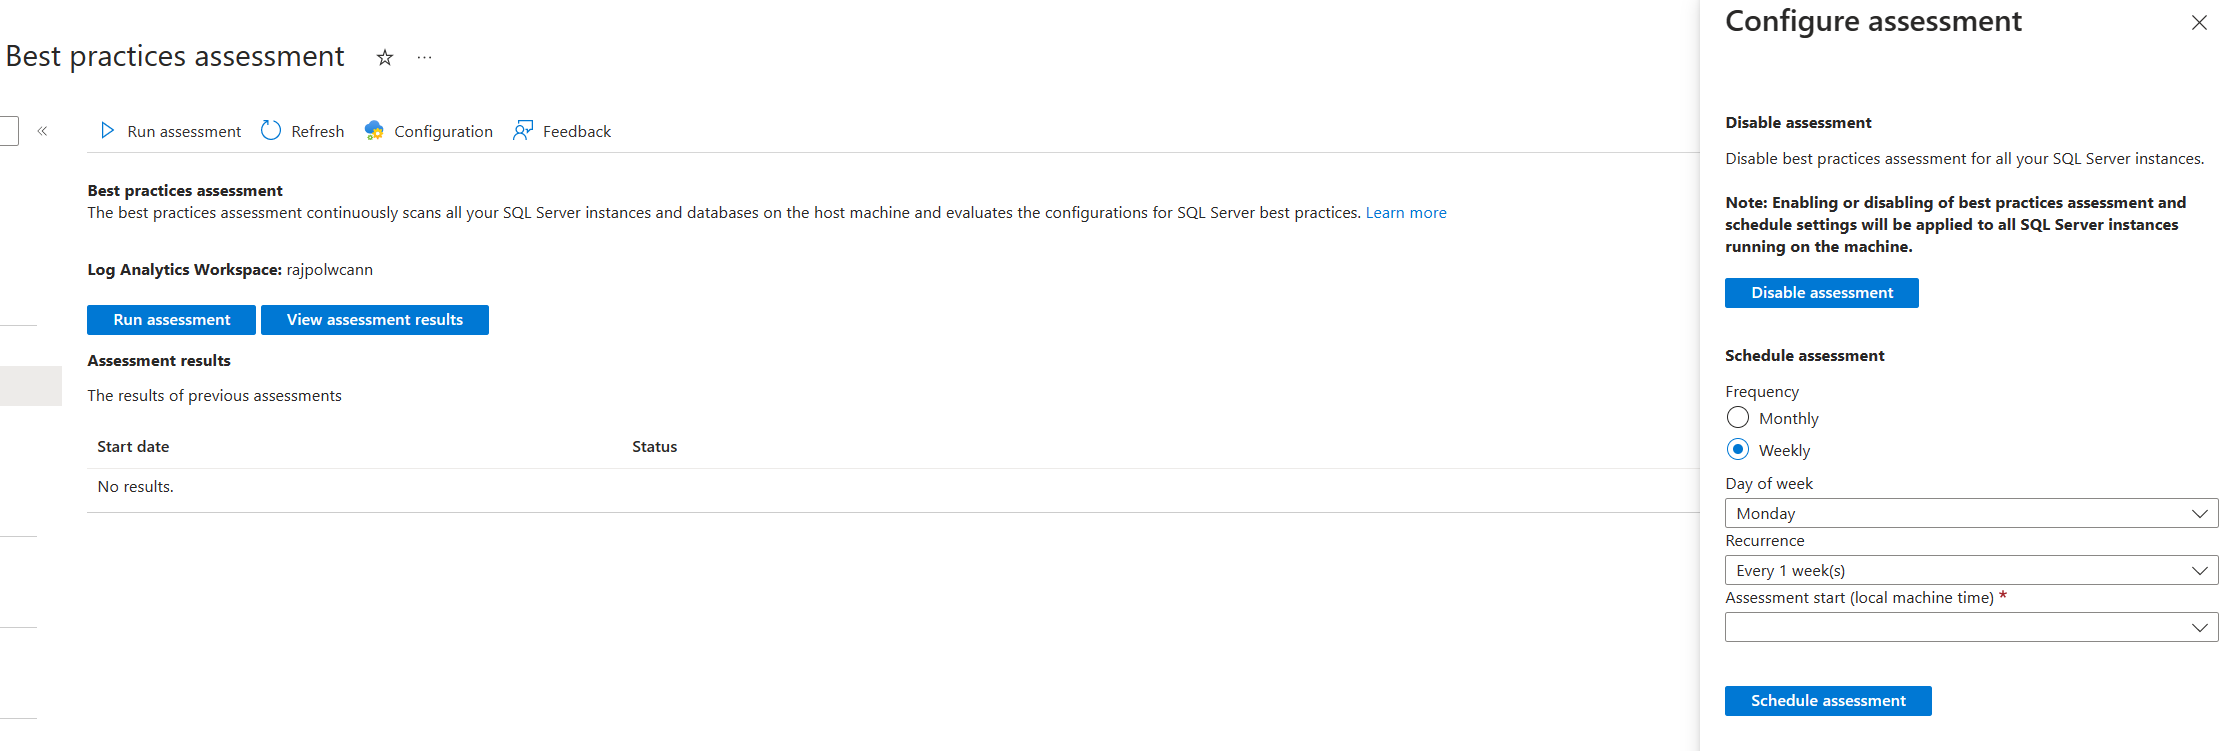 Best practices assessment
Run assessment
Refresh
Configuration
Feedback
Best practices assessment
The best practices assessment continuously scans all your SQL Server instances and databases on the host machine and evaluates the configurations for SQL Server best practices. Learn more
Log Analytics Workspace: rajpolwcann
Run assessment
View assessment results
Assessment results
The results of previous assessments
Start date
Status
No results.
Configure assessment
Disable assessment
Disable best practices assessment for all your SQL Server instances.
Note: Enabling or disabling of best practices assessment and
schedule settings will be applied to all SQL Server instances
running on the machine.
Disable assessment
Schedule assessment
Frequency
Monthly
Weekly
Day of week
Monday
Recurrence
Every 1 week(s)
Assessment start (local machine time) *
Schedule assessment